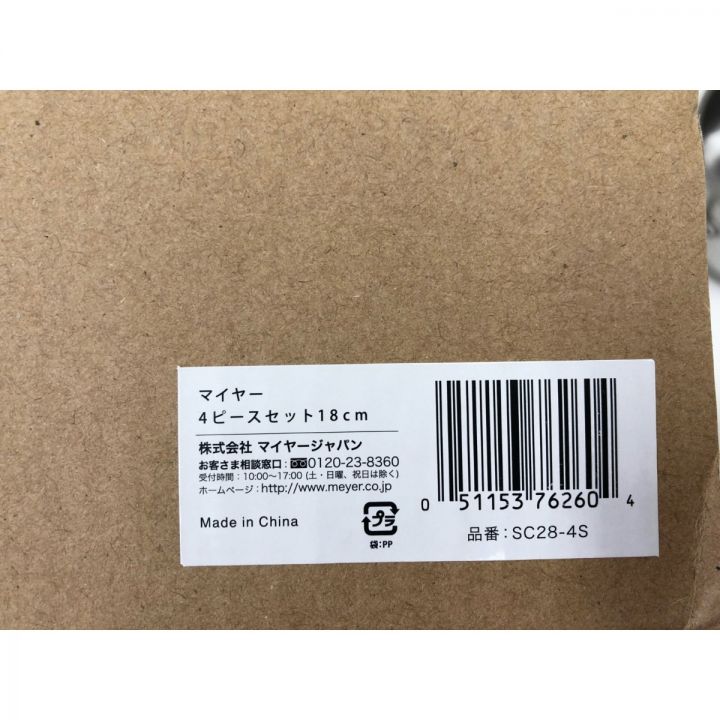 マイヤー
4ピースセット18cm
株式会社 マイヤージャパン
お客さま相談窓口：0120-23-8360
受付時間：10:00〜17:00 (土・日曜、祝日は除く)
ホームページ：http://www.meyer.co.jp
Made in China
プラ
袋：PP
0 51153 76260 4
品番：SC28-4S